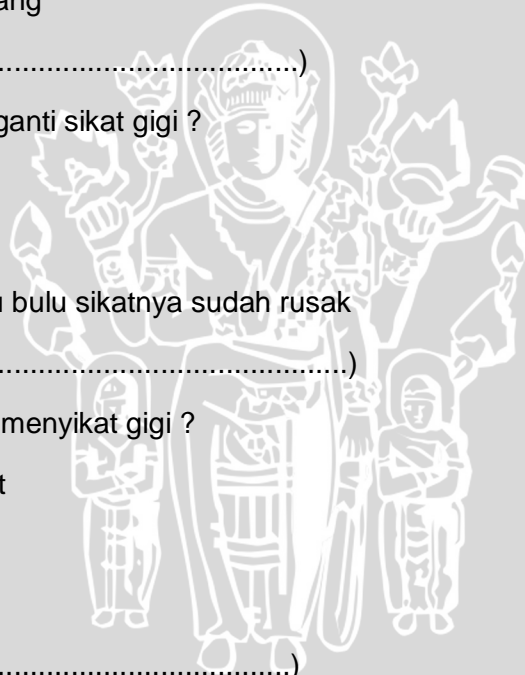 ang
..........................................)
ganti sikat gigi ?
bulu sikatnya sudah rusak
................................................)
menyikat gigi ?
t
..........................................)